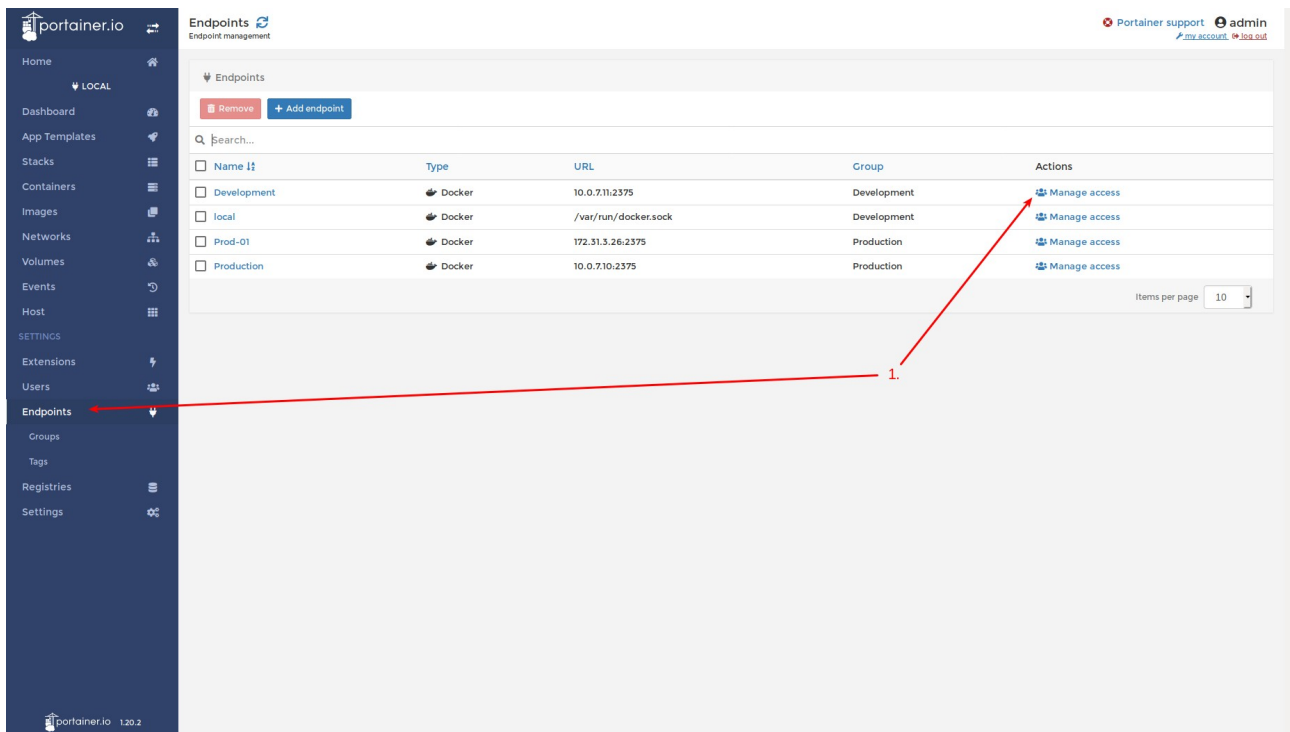 portainer.io
Home
LOCAL
Dashboard
App Templates
Stacks
Containers
Images
Networks
Volumes
Events
Host
SETTINGS
Extensions
Users
Endpoints
Groups
Tags
Registries
Settings
portainer.io 1.20.2
Endpoints
Endpoint management
Portainer support admin
my account log out
Endpoints
Remove + Add endpoint
Search...
Name Type URL Group Actions
Development Docker 10.0.7.11:2375 Development Manage access
local Docker /var/run/docker.sock Development Manage access
Prod-01 Docker 172.31.3.26:2375 Production Manage access
Production Docker 10.0.7.10:2375 Production Manage access
Items per page 10
1.